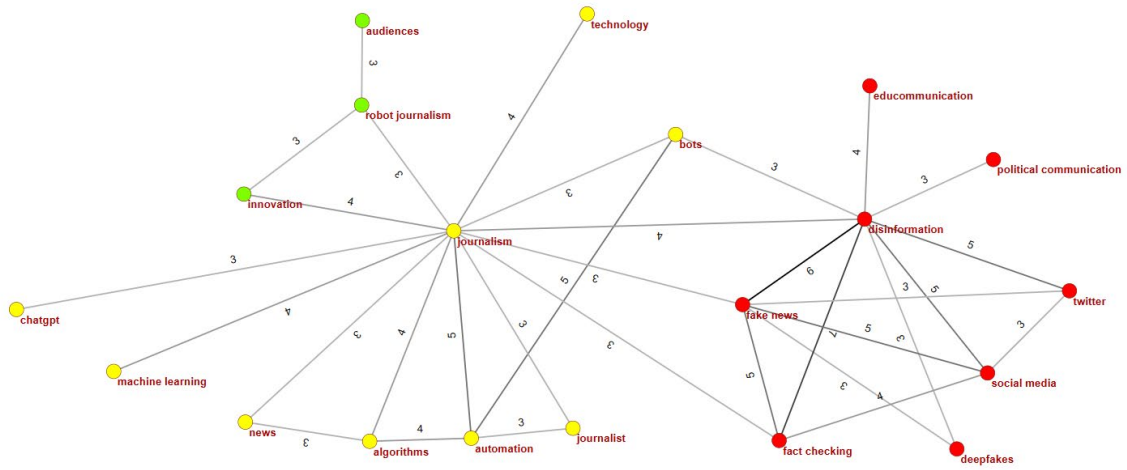 audiences
technology
3
educommunication
robot journalism
4
3
bots
4
political communication
3
3
3
innovation
4
3
disinformation
journalism
4
5
3
9
5
3
3
5
twitter
chatgpt
4
fake news
3
3
5
7
3
3
4
5
3
3
machine learning
5
3
social media
4
news
4
3
journalist
3
algorithms
automation
fact checking
deepfakes